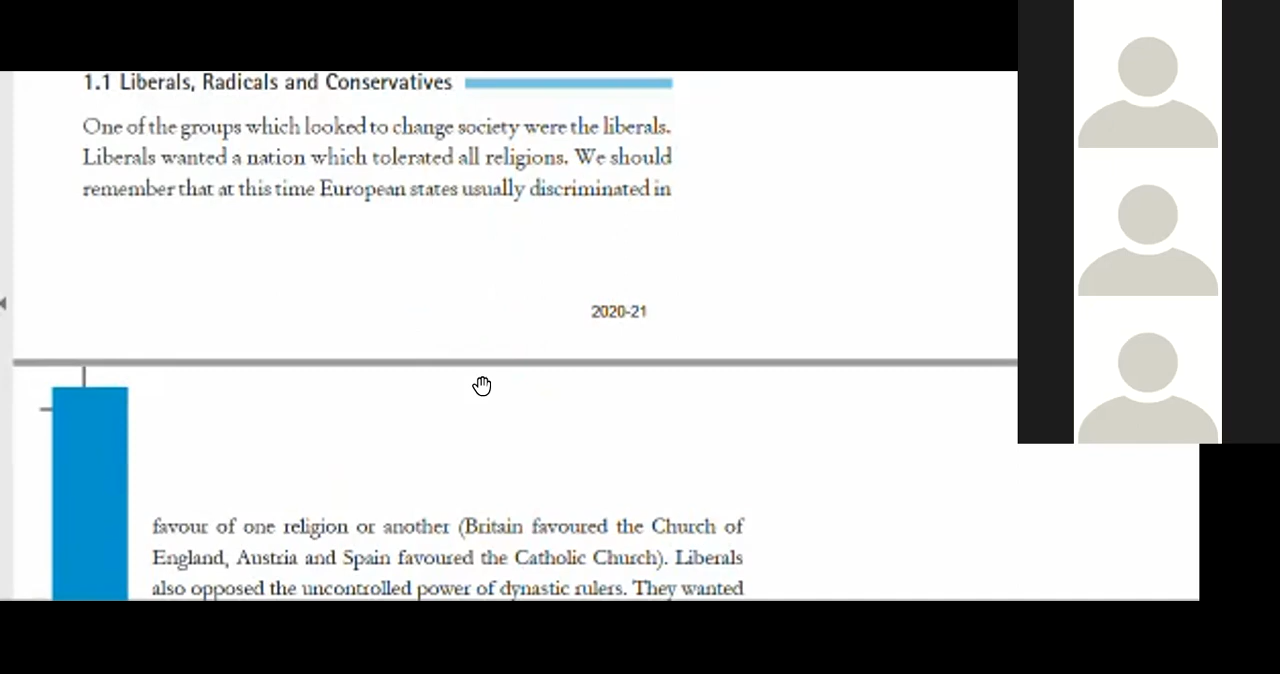 1.1 Liberals, Radicals and Conservatives
One of the groups which looked to change society were the liberals.
Liberals wanted a nation which tolerated all religions. We should
remember that at this time European states usually discriminated in
2020-21
favour of one religion or another (Britain favoured the Church of
England, Austria and Spain favoured the Catholic Church). Liberals
also opposed the uncontrolled power of dynastic rulers. They wanted